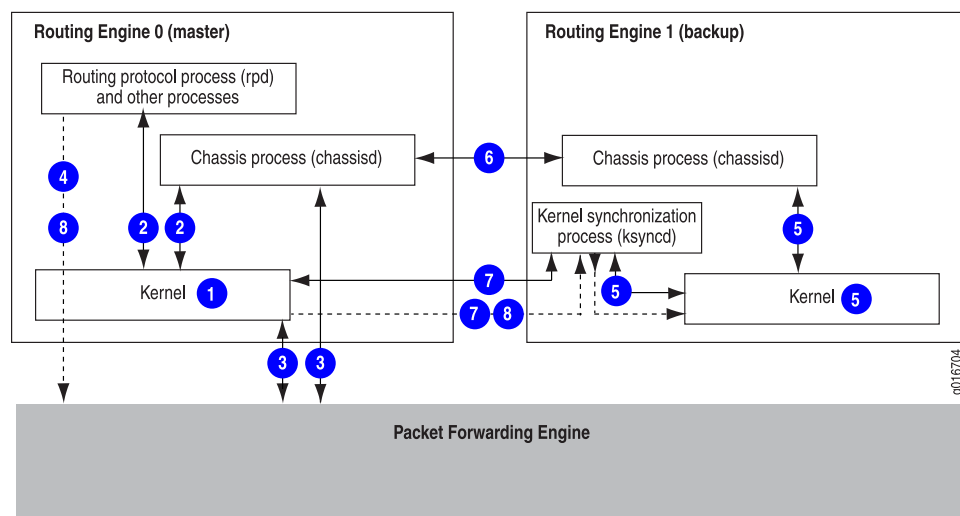 Routing Engine 0 (master)
Routing Engine 1 (backup)
Routing protocol process (rpd)
and other processes
Chassis process (chassisd)
6
Chassis process (chassisd)
4
Kernel synchronization
process (ksyncd)
8
2
2
5
Kernel 1
7
5
Kernel 5
7 8
3
3
g016704
Packet Forwarding Engine